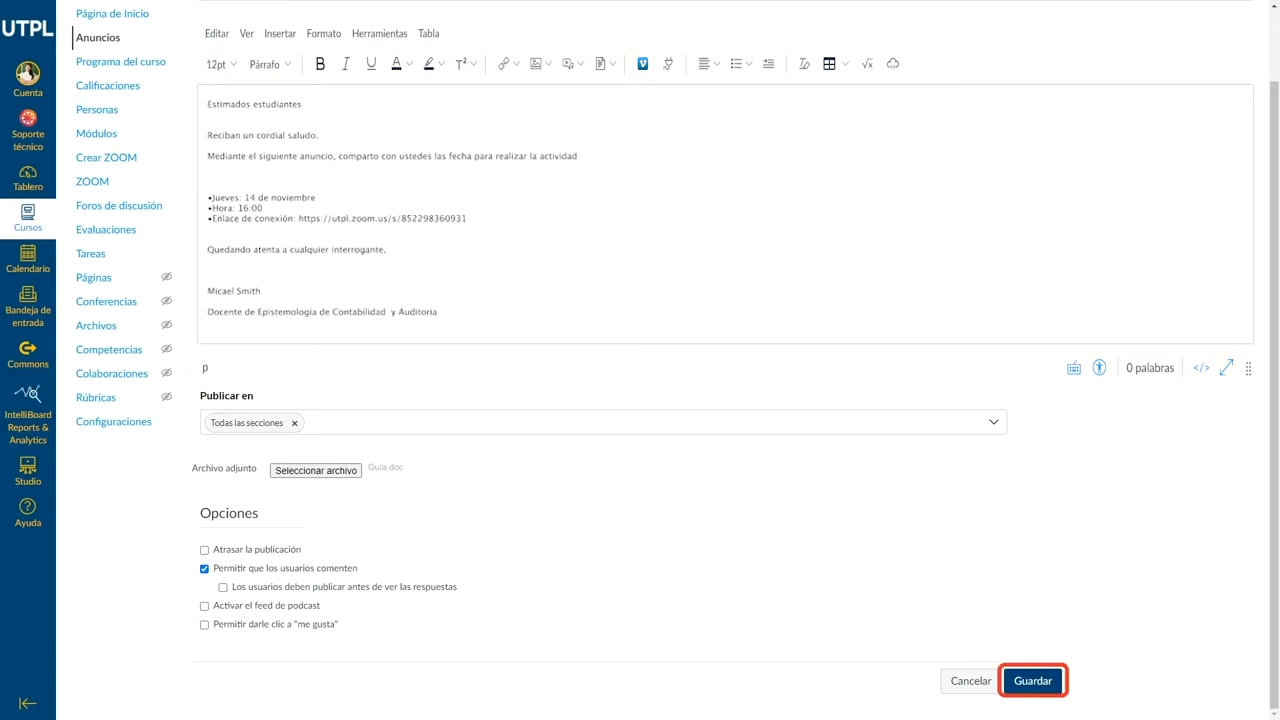 UTPL
Cuenta
Soporte
técnico
Tablero
Cursos
Calendario
Bandeja de
entrada
Commons
IntelliBoard
Reports &
Analytics
Studio
Ayuda
Página de Inicio
Anuncios
Programa del curso
Calificaciones
Personas
Módulos
Crear ZOOM
ZOOM
Foros de discusión
Evaluaciones
Tareas
Páginas
Conferencias
Archivos
Competencias
Colaboraciones
Rúbricas
Configuraciones
Editar Ver Insertar Formato Herramientas Tabla
12pt Párrafo B I U A T²
Estimados estudiantes
Reciban un cordial saludo.
Mediante el siguiente anuncio, comparto con ustedes las fecha para realizar la actividad
•Jueves: 14 de noviembre
•Hora: 16:00
•Enlace de conexión: https://utpl.zoom.us/s/852298360931
Quedando atenta a cualquier interrogante.
Micael Smith
Docente de Epistemología de Contabilidad y Auditoria
p
0 palabras </>
Publicar en
Todas las secciones ×
Archivo adjunto Seleccionar archivo Guia.doc
Opciones
Atrasar la publicación
Permitir que los usuarios comenten
Los usuarios deben publicar antes de ver las respuestas
Activar el feed de podcast
Permitir darle clic a "me gusta"
Cancelar Guardar